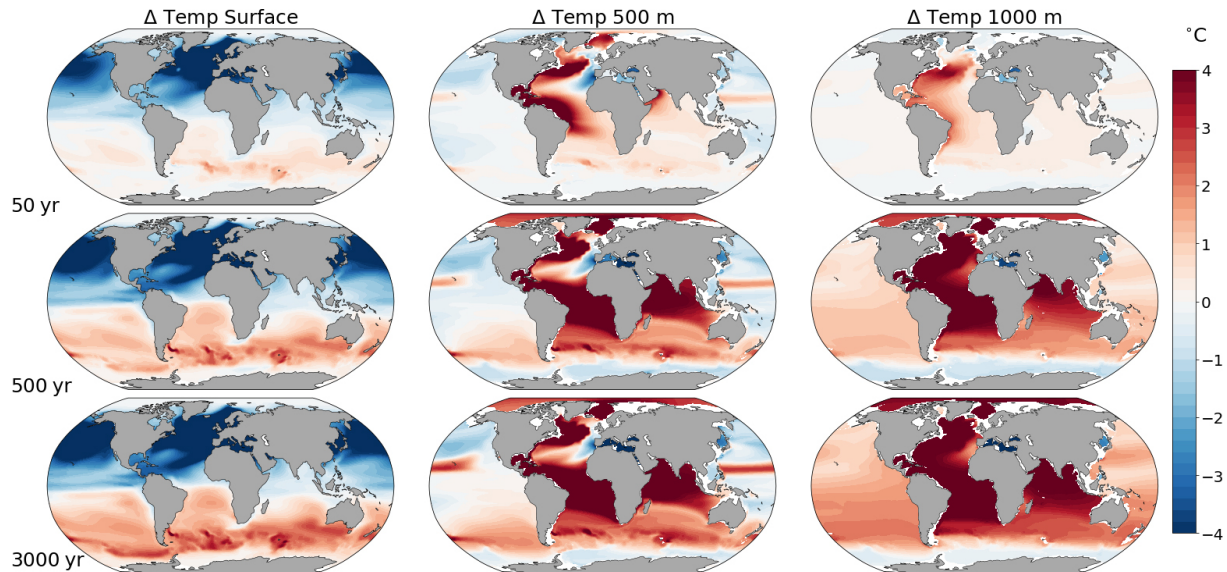 Δ Temp Surface
Δ Temp 500 m
Δ Temp 1000 m
°C
4
3
2
1
0
−1
−2
−3
−4
50 yr
500 yr
3000 yr